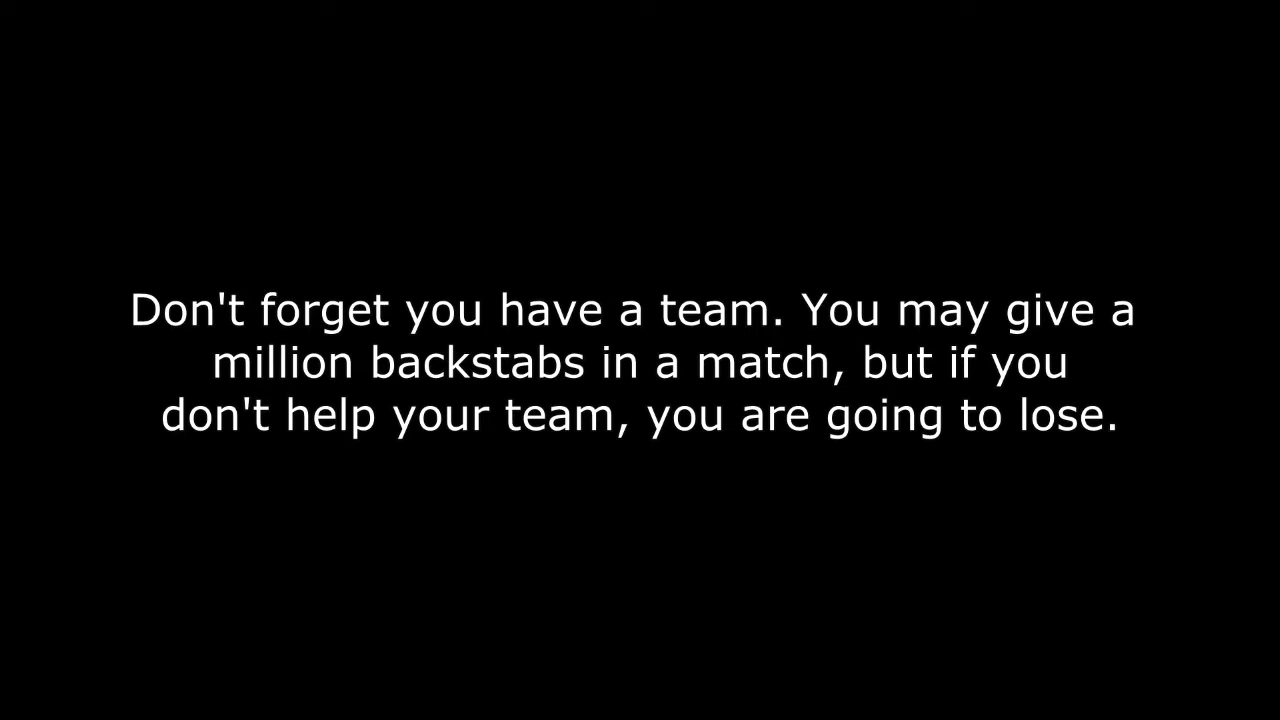 Don't forget you have a team. You may give a
million backstabs in a match, but if you
don't help your team, you are going to lose.